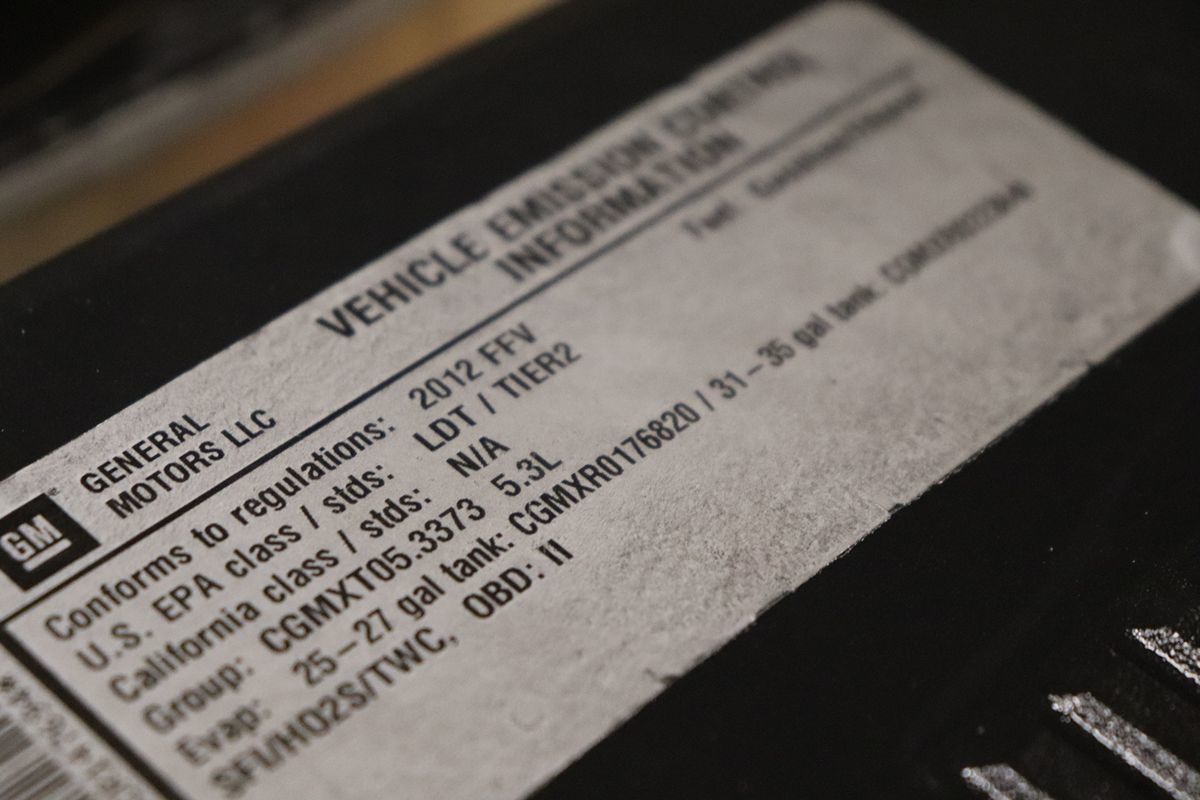 GM
GENERAL
MOTORS LLC
VEHICLE EMISSION CONTROL
INFORMATION
Conforms to regulations: 2012 FFV
Fuel:
U.S. EPA class / stds: LDT / TIER2
California class / stds: N/A
Group: CGMXT05.3373 5.3L
Evap: 25-27 gal tank: CGMXR0176820 / 31-35 gal tank:
SFI/HO2S/TWC, OBD: II